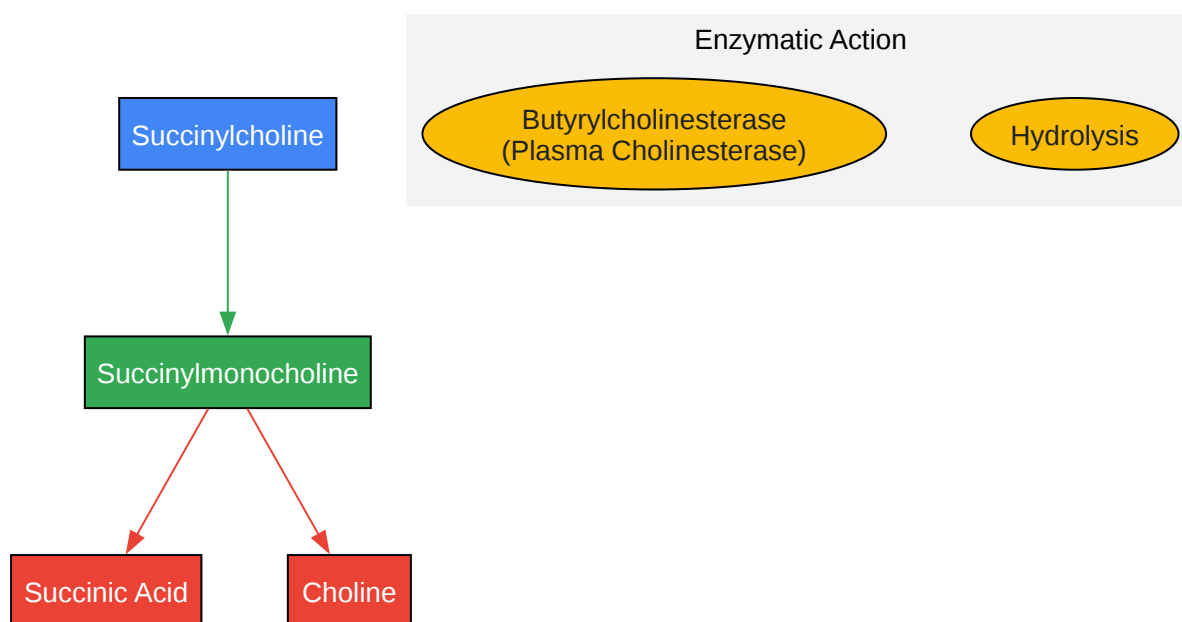 Enzymatic Action
Succinylcholine
Butyrylcholinesterase
(Plasma Cholinesterase)
Hydrolysis
Succinylmonocholine
Succinic Acid
Choline